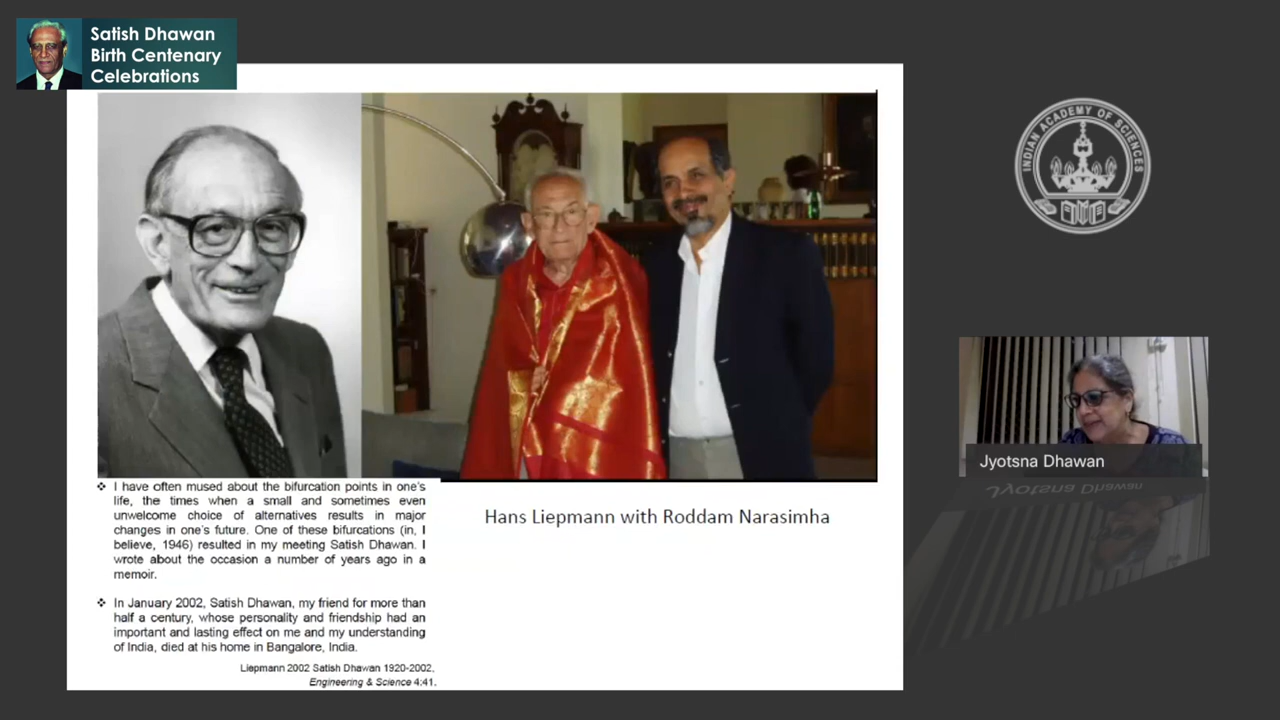 Satish Dhawan
Birth Centenary
Celebrations
INDIAN ACADEMY OF SCIENCES
❖ I have often mused about the bifurcation points in one's
life, the times when a small and sometimes even
unwelcome choice of alternatives results in major
changes in one's future. One of these bifurcations (in, I
believe, 1946) resulted in my meeting Satish Dhawan. I
wrote about the occasion a number of years ago in a
memoir.
❖ In January 2002, Satish Dhawan, my friend for more than
half a century, whose personality and friendship had an
important and lasting effect on me and my understanding
of India, died at his home in Bangalore, India.
Liepmann 2002 Satish Dhawan 1920-2002,
Engineering & Science 4:41.
Hans Liepmann with Roddam Narasimha
Jyotsna Dhawan